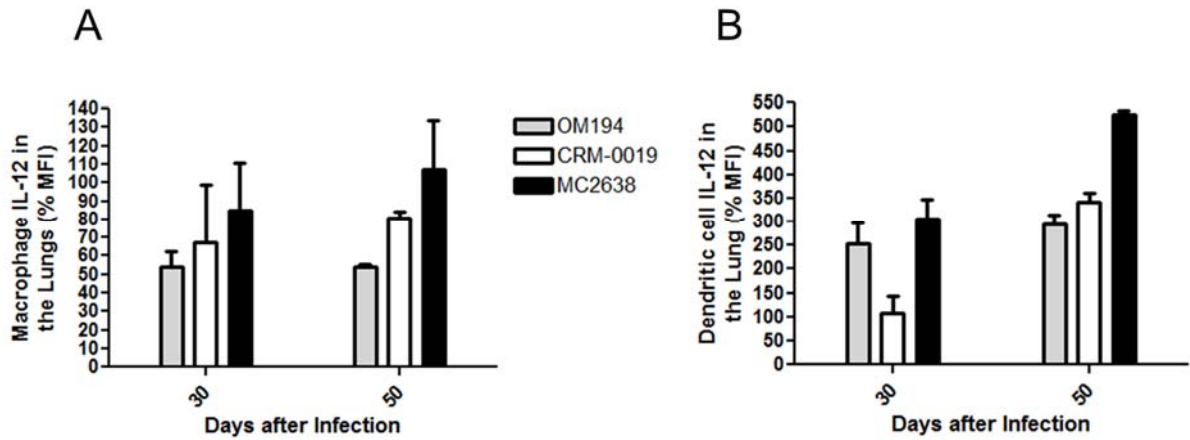 A
Macrophage IL-12 in
the Lungs (% MFI)
140
130
120
110
100
90
80
70
60
50
40
30
20
10
0
30
50
Days after Infection
OM194
CRM-0019
MC2638
B
Dendritic cell IL-12 in
the Lung (% MFI)
550
500
450
400
350
300
250
200
150
100
50
0
30
50
Days after Infection